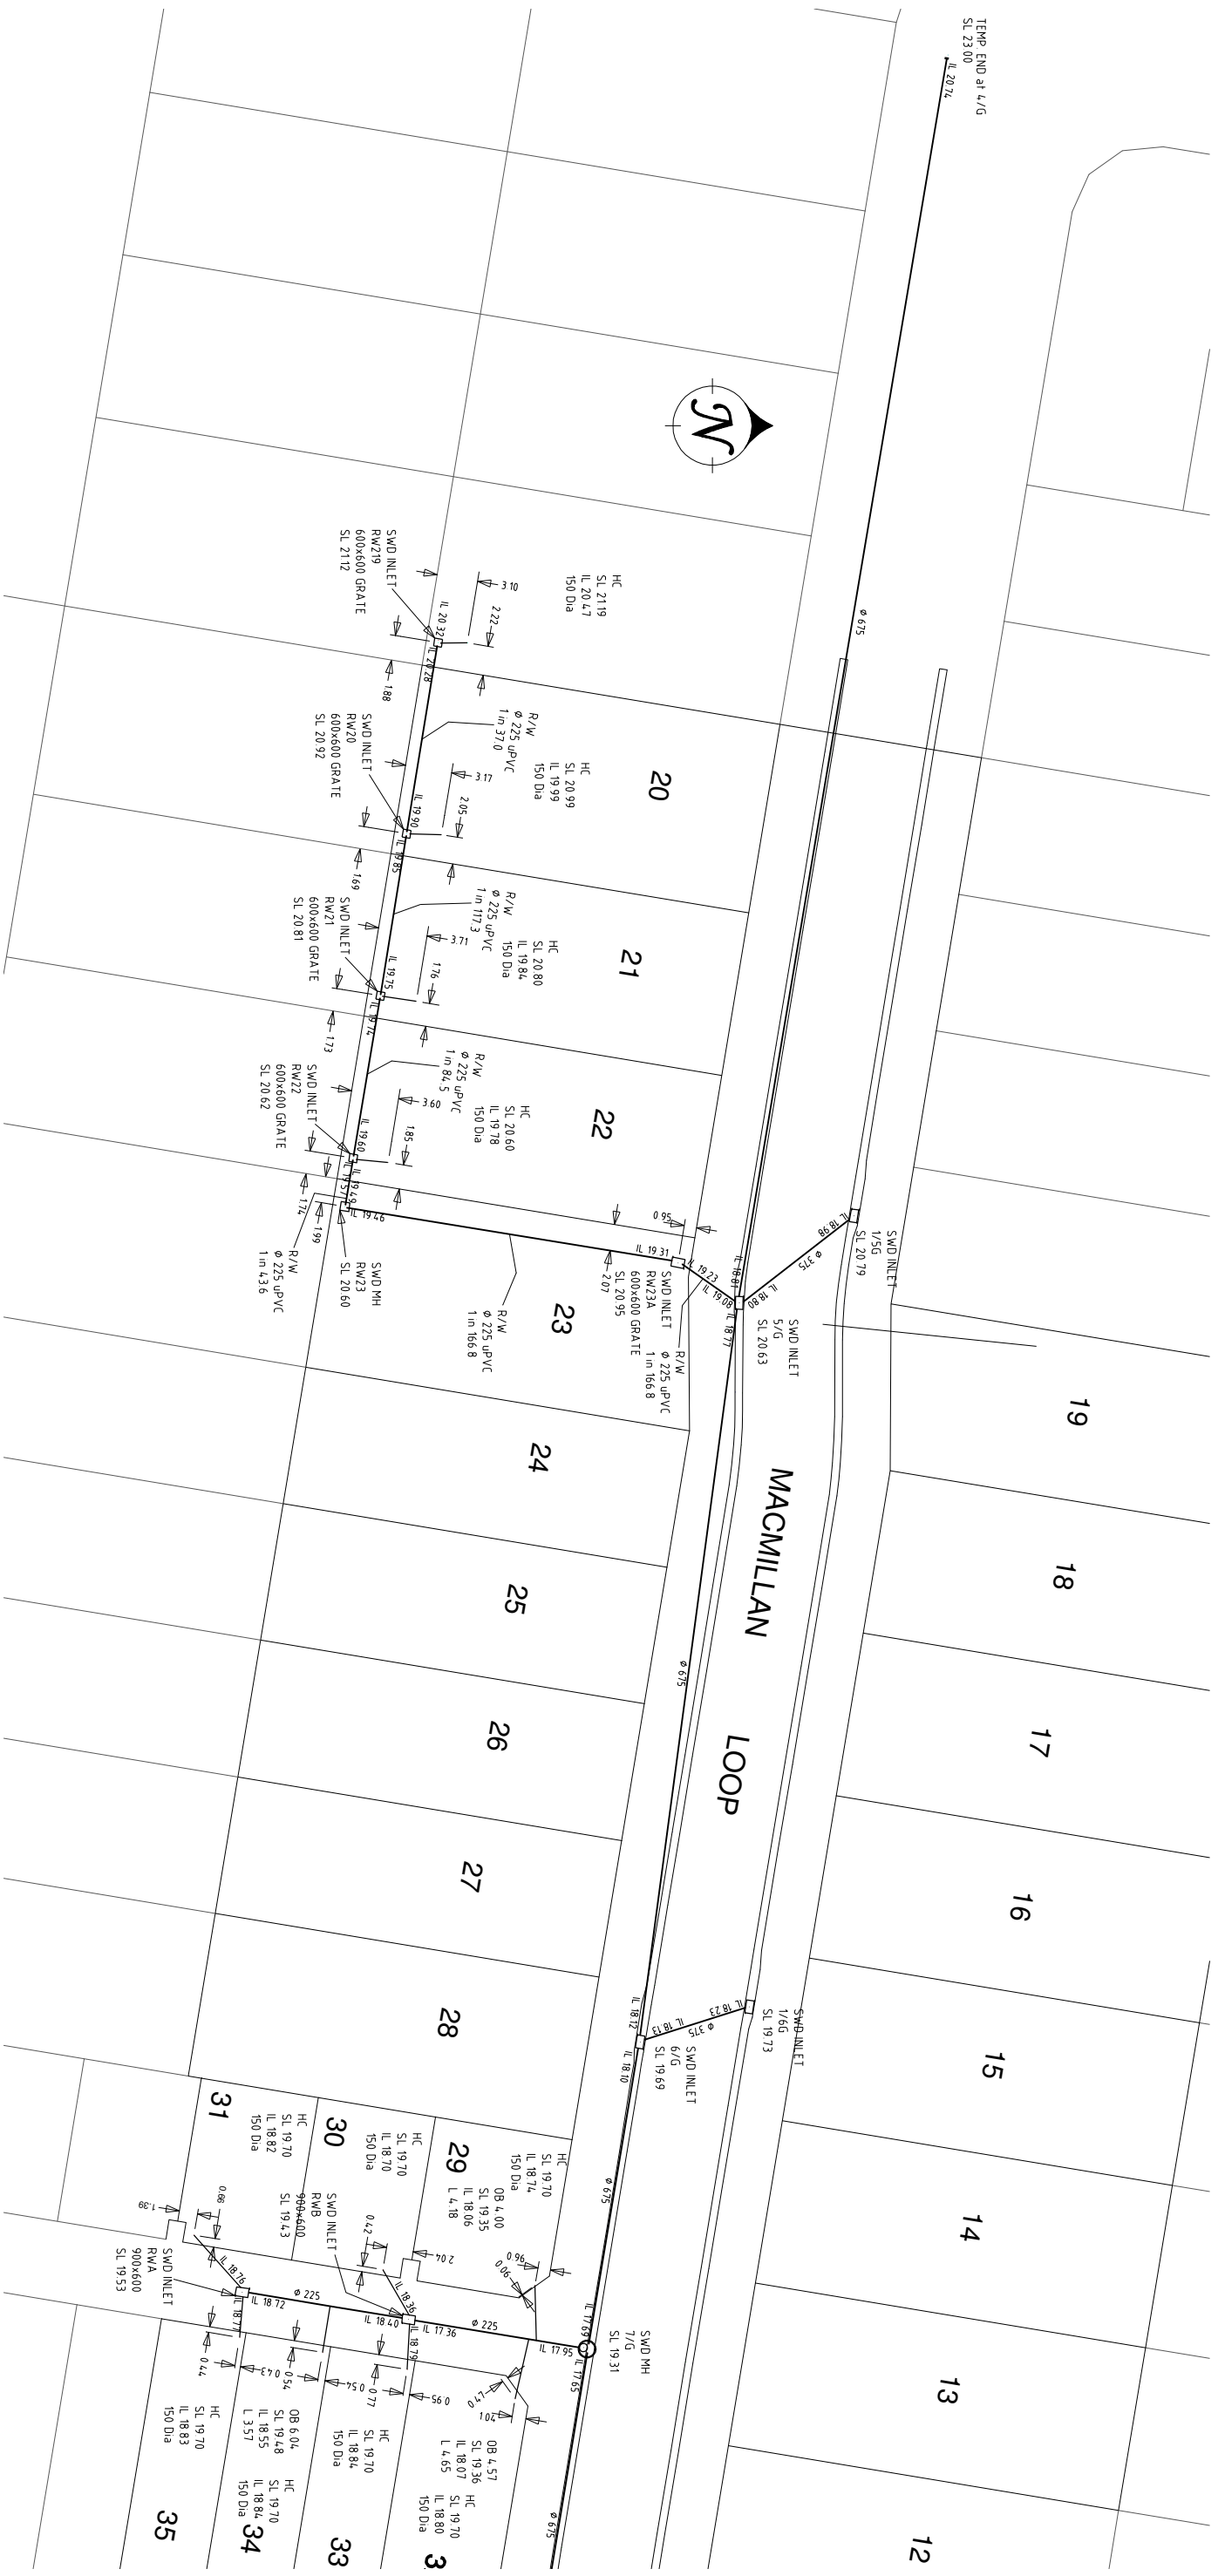 TEMP. END at 4/G
SL 23.00
IL 20.74
Ø 675
N
HC
SL 21.19
IL 20.47
150 Dia
3.10
2.22
SWD INLET
RW219
600x600 GRATE
SL 21.12
IL 20.32
IL 20.28
1.88
R/W
Ø 225 uPVC
1 in 37.0
20
HC
SL 20.99
IL 19.99
150 Dia
3.17
2.05
SWD INLET
RW20
600x600 GRATE
SL 20.92
IL 19.90
IL 19.85
1.69
R/W
Ø 225 uPVC
1 in 117.3
21
HC
SL 20.80
IL 19.84
150 Dia
3.71
1.76
SWD INLET
RW21
600x600 GRATE
SL 20.81
IL 19.75
IL 19.74
1.73
R/W
Ø 225 uPVC
1 in 84.5
22
HC
SL 20.60
IL 19.78
150 Dia
3.60
1.85
SWD INLET
RW22
600x600 GRATE
SL 20.62
IL 19.60
IL 19.57
IL 19.49
IL 19.46
1.74
1.99
R/W
Ø 225 uPVC
1 in 43.6
SWD MH
RW23
SL 20.60
R/W
Ø 225 uPVC
1 in 166.8
23
0.95
IL 19.31
2.07
SWD INLET
RW23A
600x600 GRATE
SL 20.95
IL 19.23
IL 19.08
R/W
Ø 225 uPVC
1 in 166.8
IL 18.81
IL 18.77
IL 18.80
Ø 375
IL 18.98
SWD INLET
1/5G
SL 20.79
SWD INLET
5/G
SL 20.63
19
24
MACMILLAN
LOOP
18
25
Ø 675
17
26
16
27
IL 18.12
IL 18.10
IL 18.13
Ø 375
IL 18.23
SWD INLET
1/6G
SL 19.73
SWD INLET
6/G
SL 19.69
15
28
14
Ø 675
HC
SL 19.70
IL 18.74
150 Dia
29
OB 4.00
SL 19.35
IL 18.06
L 4.18
0.96
0.06
2.04
HC
SL 19.70
IL 18.70
150 Dia
30
0.42
SWD INLET
RWB
900x600
SL 19.43
IL 18.36
HC
SL 19.70
IL 18.82
150 Dia
31
0.66
1.39
SWD INLET
RWA
900x600
SL 19.53
IL 18.76
IL 18.77
IL 18.72
Ø 225
IL 18.40
IL 18.79
IL 17.36
Ø 225
IL 17.95
IL 17.69
IL 17.65
SWD MH
7/G
SL 19.31
13
0.44
0.43
0.54
0.54
0.77
0.95
0.47
1.04
OB 4.57
SL 19.36
IL 18.07
L 4.65
HC
SL 19.70
IL 18.80
150 Dia
3
HC
SL 19.70
IL 18.84
150 Dia
33
OB 6.04
SL 19.48
IL 18.55
L 3.57
HC
SL 19.70
IL 18.84
150 Dia
34
HC
SL 19.70
IL 18.83
150 Dia
35
Ø 675
12